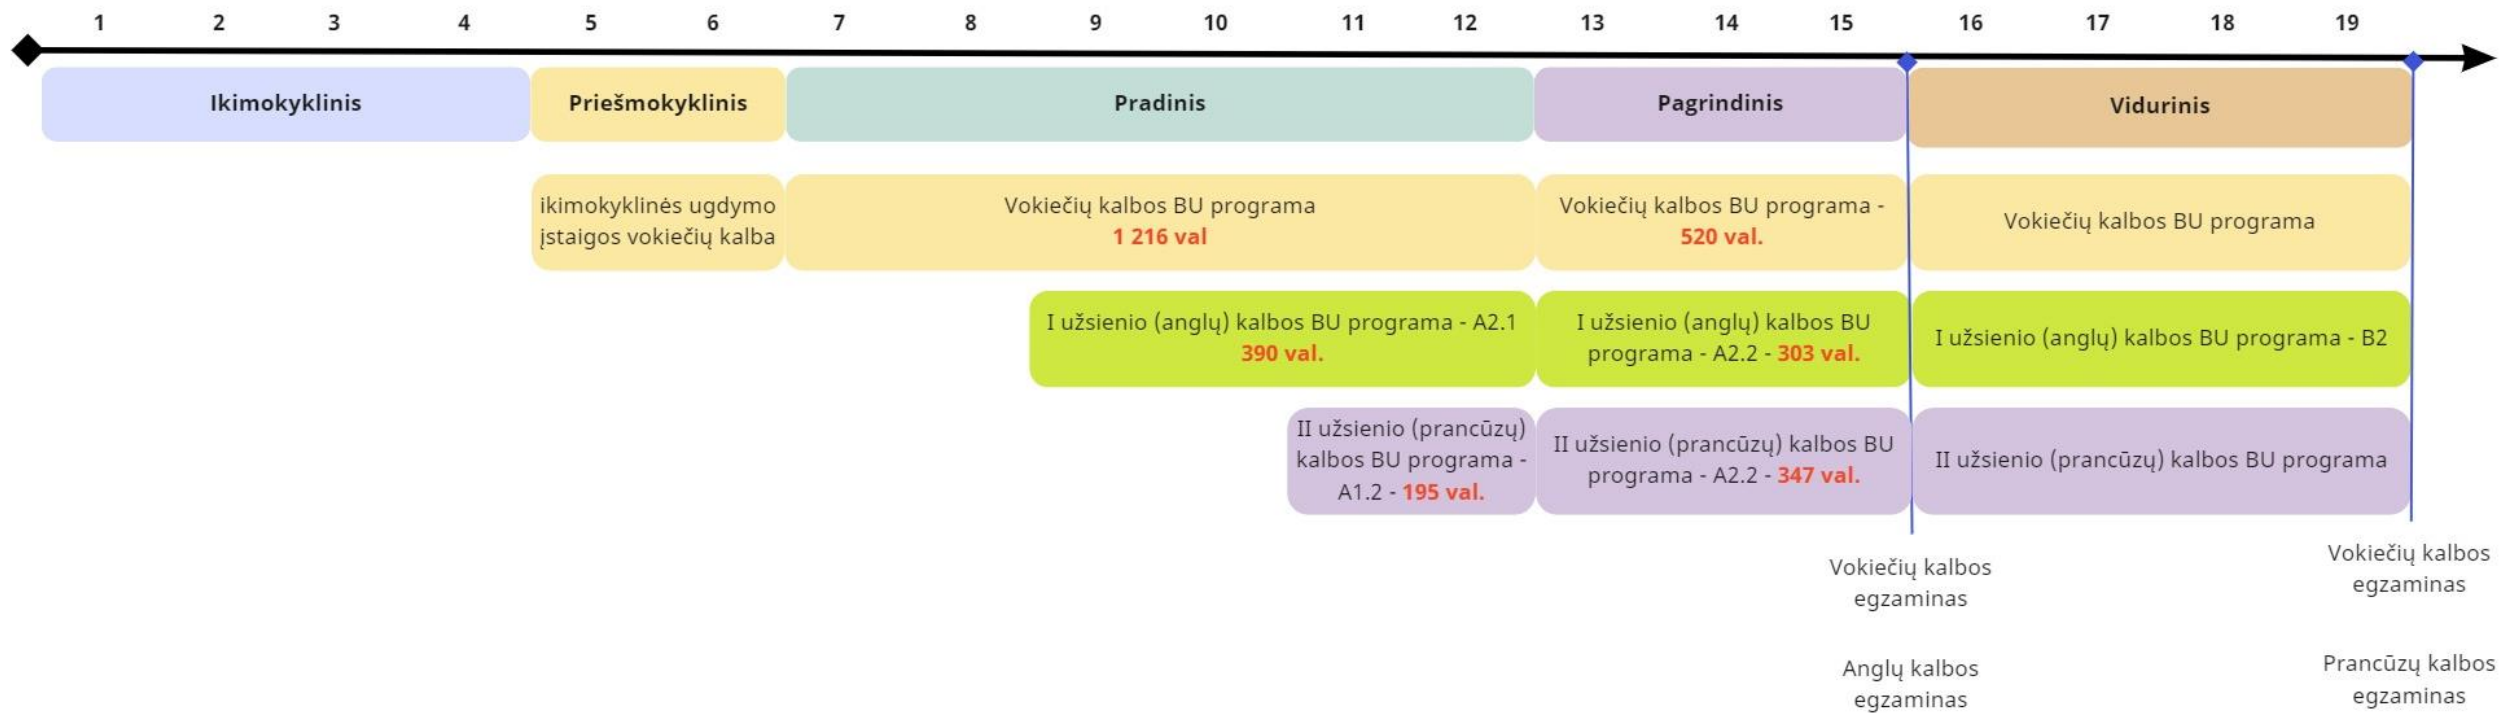 1 2 3 4 5 6 7 8 9 10 11 12 13 14 15 16 17 18 19
Ikimokyklinis
Priešmokyklinis
Pradinis
Pagrindinis
Vidurinis
ikimokyklinės ugdymo
įstaigos vokiečių kalba
Vokiečių kalbos BU programa
1 216 val
Vokiečių kalbos BU programa -
520 val.
Vokiečių kalbos BU programa
I užsienio (anglų) kalbos BU programa - A2.1
390 val.
I užsienio (anglų) kalbos BU
programa - A2.2 - 303 val.
I užsienio (anglų) kalbos BU programa - B2
II užsienio (prancūzų)
kalbos BU programa -
A1.2 - 195 val.
II užsienio (prancūzų) kalbos BU
programa - A2.2 - 347 val.
II užsienio (prancūzų) kalbos BU programa
Vokiečių kalbos
egzaminas
Vokiečių kalbos
egzaminas
Anglų kalbos
egzaminas
Prancūzų kalbos
egzaminas